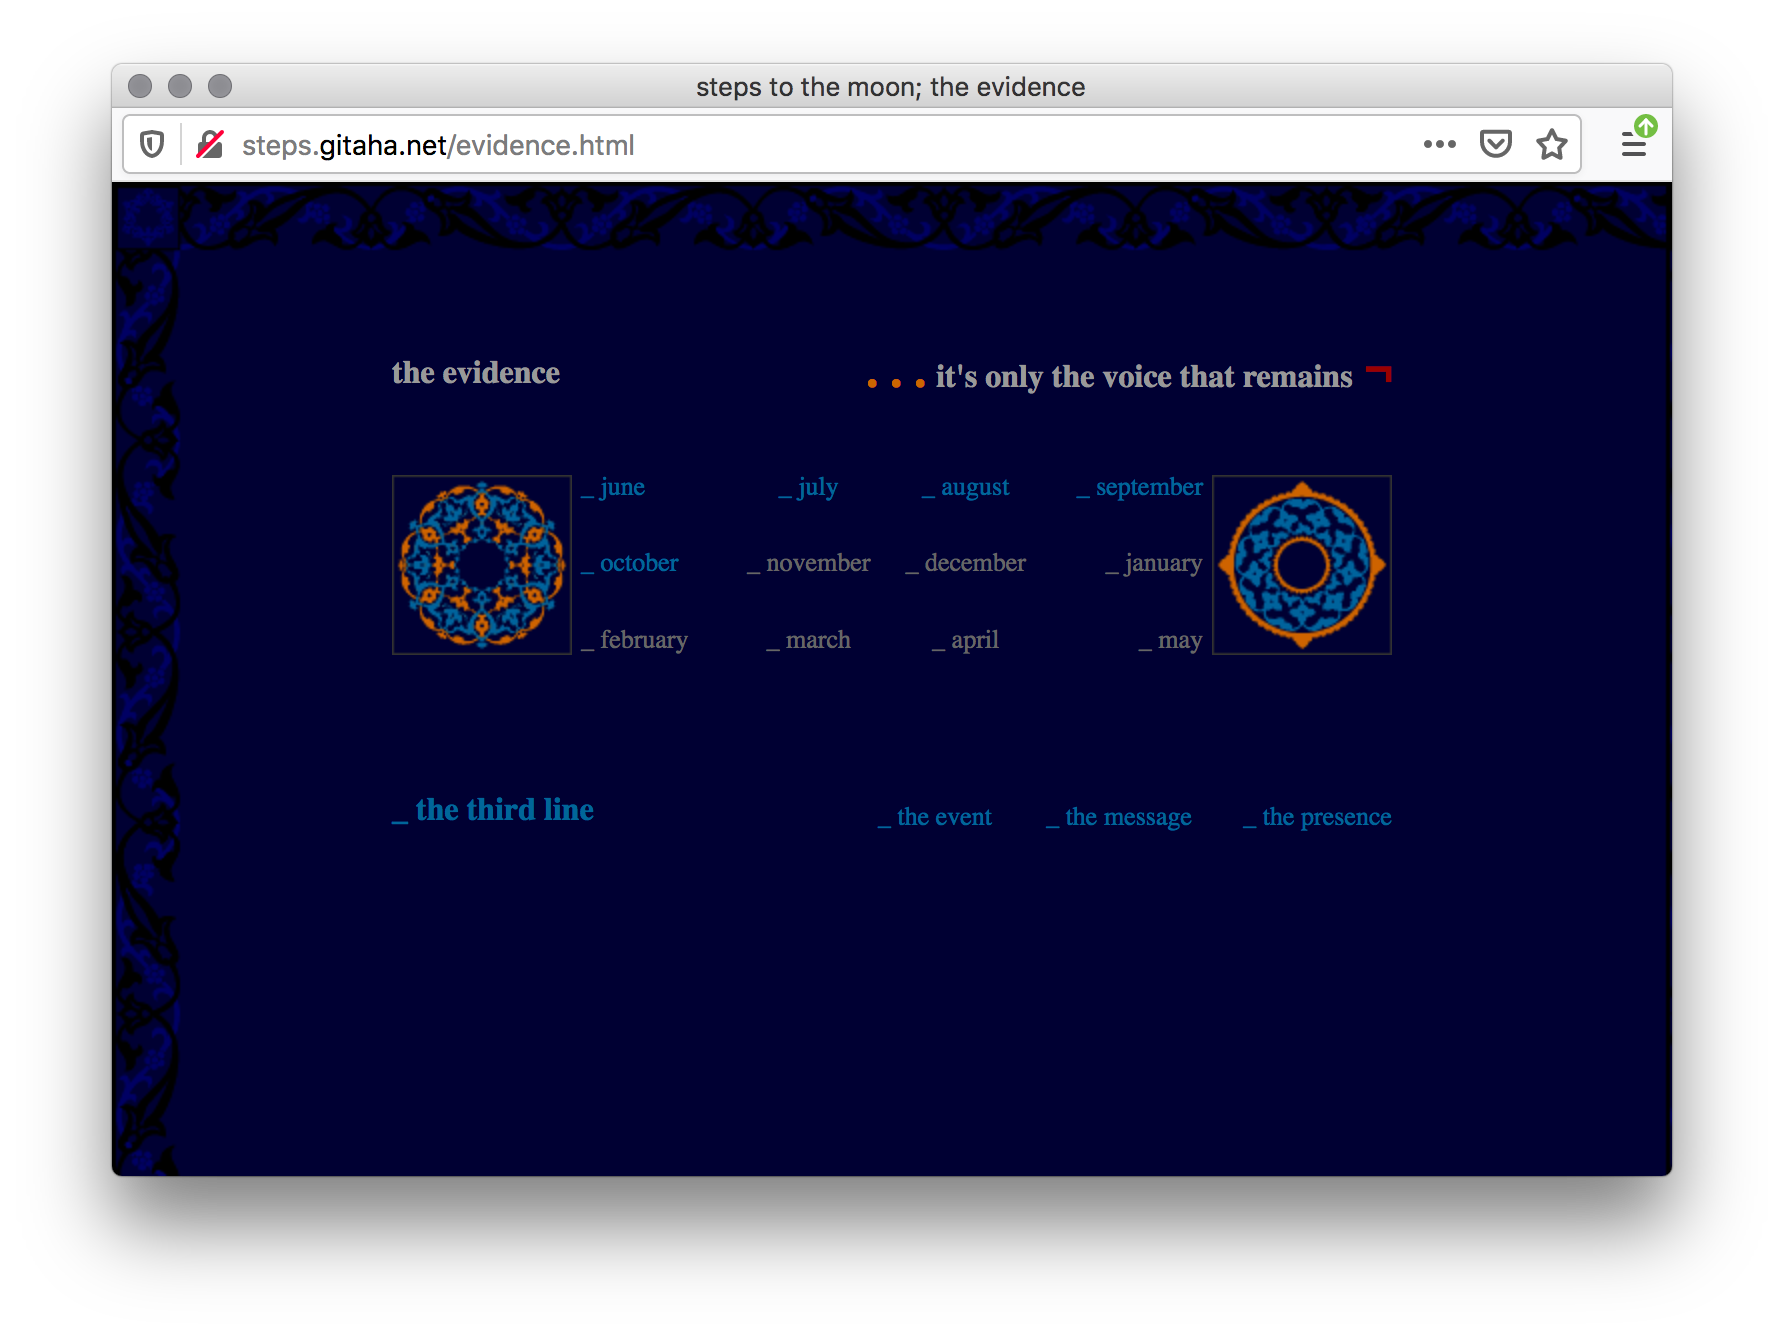 steps to the moon; the evidence
steps.gitaha.net/evidence.html
the evidence
. . . it's only the voice that remains ¬
_ june _ july _ august _ september
_ october _ november _ december _ january
_ february _ march _ april _ may
_ the third line
_ the event _ the message _ the presence